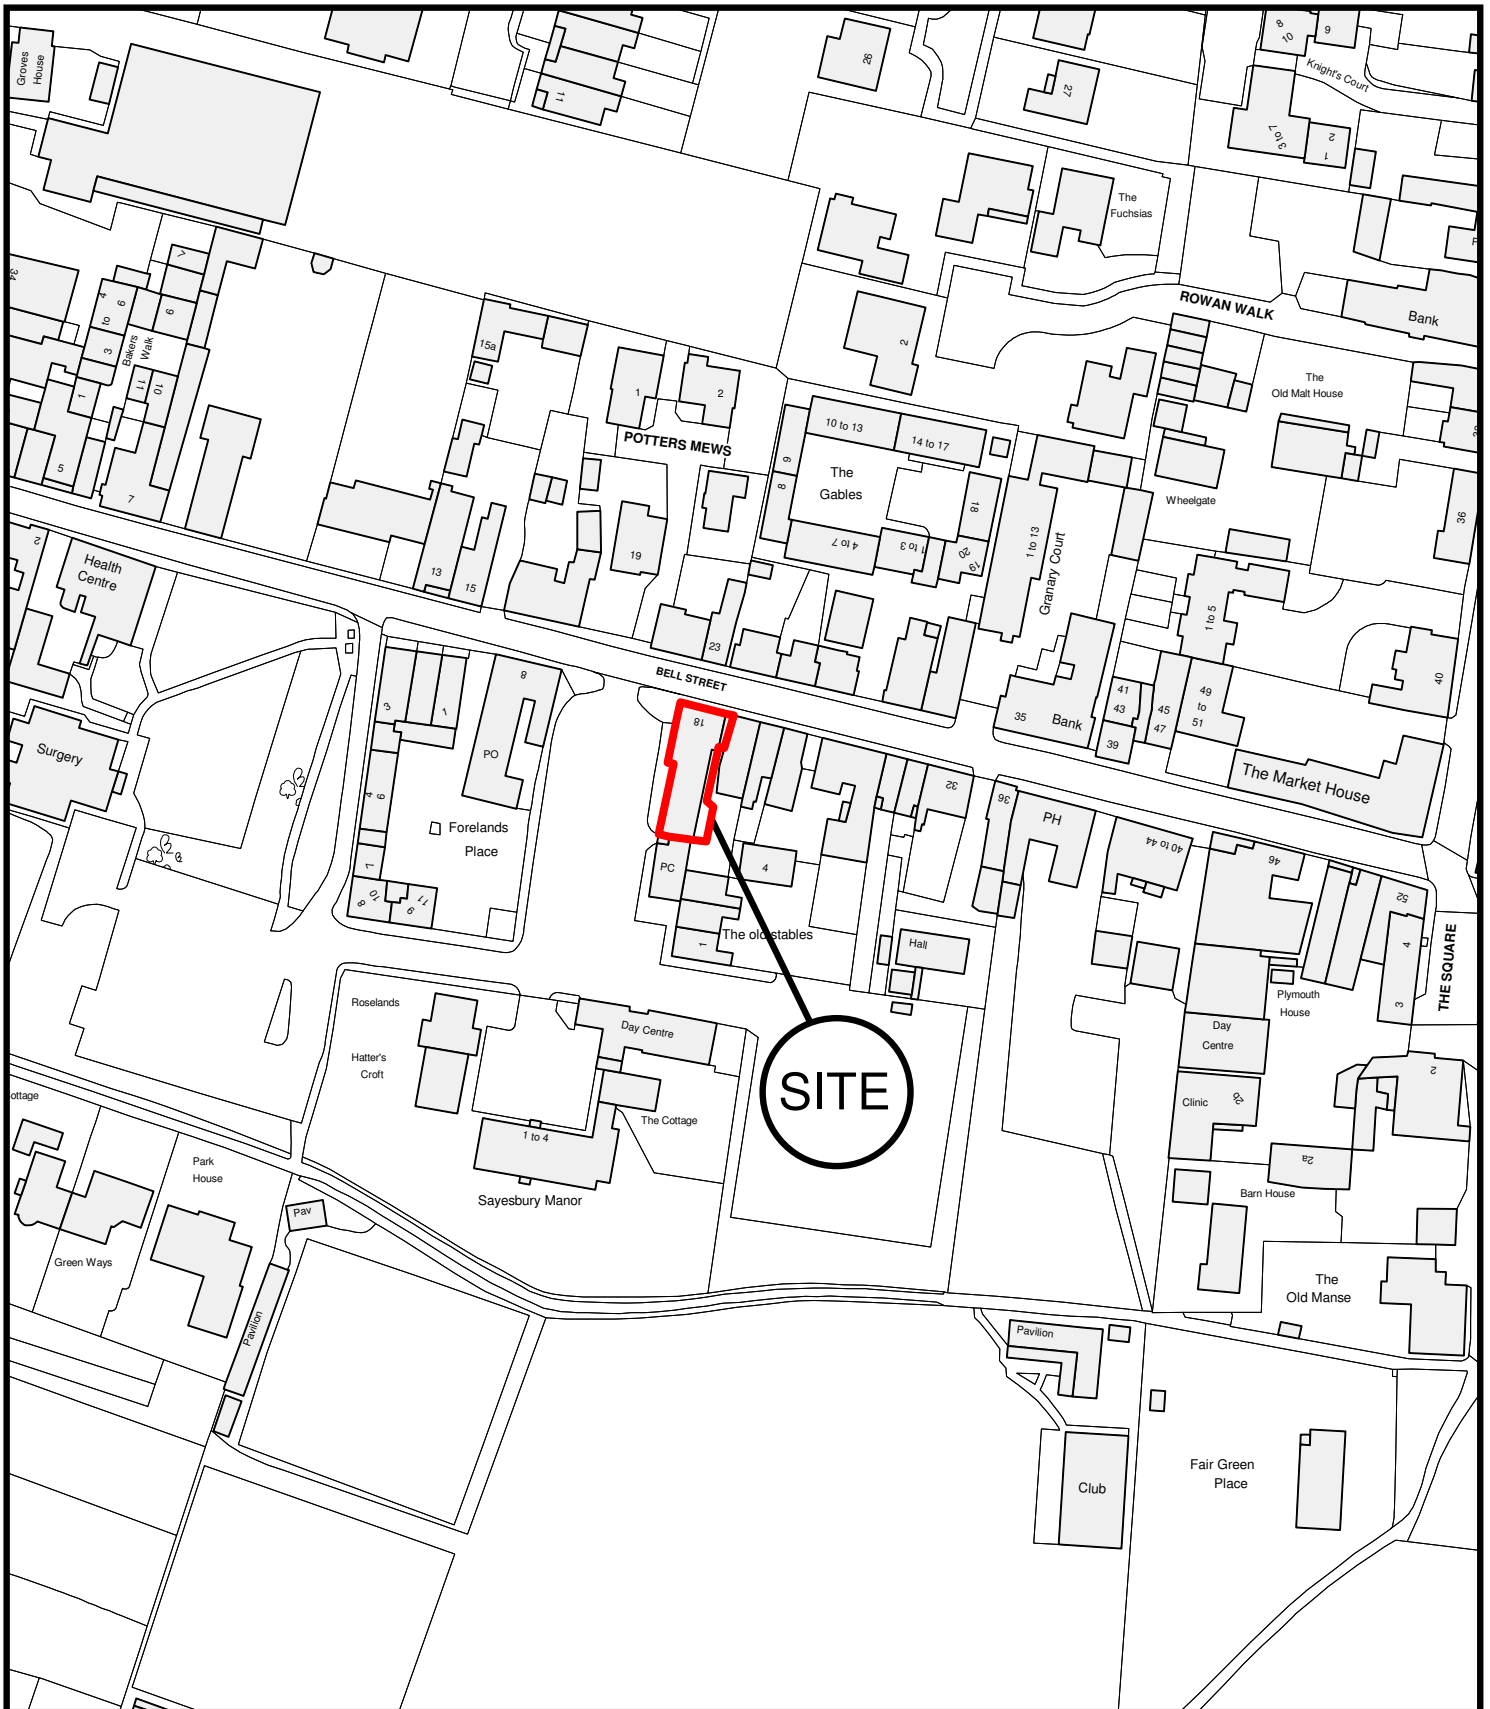 Groves
House
11
26
27
8
10
9
Knight's Court
3 to 7
2
1
The
Fuchsias
ROWAN WALK
Bank
34
7
4
to
6
6
3
Bakers
Walk
11
10
1
5
7
15a
1
2
POTTERS MEWS
2
10 to 13
14 to 17
9
8
The
Gables
18
4 to 7
1 to 3
20
19
1 to 13
Granary Court
The
Old Malt House
Wheelgate
36
38
2
Health
Centre
13
15
19
23
BELL STREET
1 to 5
40
35
Bank
41
43
39
45
47
49
to
51
The Market House
Surgery
3
1
8
PO
4
6
Forelands
Place
7
8
10
9
11
18
PC
4
The old stables
1
32
Hall
36
PH
40 to 44
46
52
4
3
THE SQUARE
Plymouth
House
Day
Centre
Clinic
2b
2
2a
Barn House
Roselands
Hatter's
Croft
Day Centre
The Cottage
1 to 4
Sayesbury Manor
SITE
ottage
Park
House
Green Ways
Pav
Pavilion
The
Old Manse
Pavilion
Club
Fair Green
Place